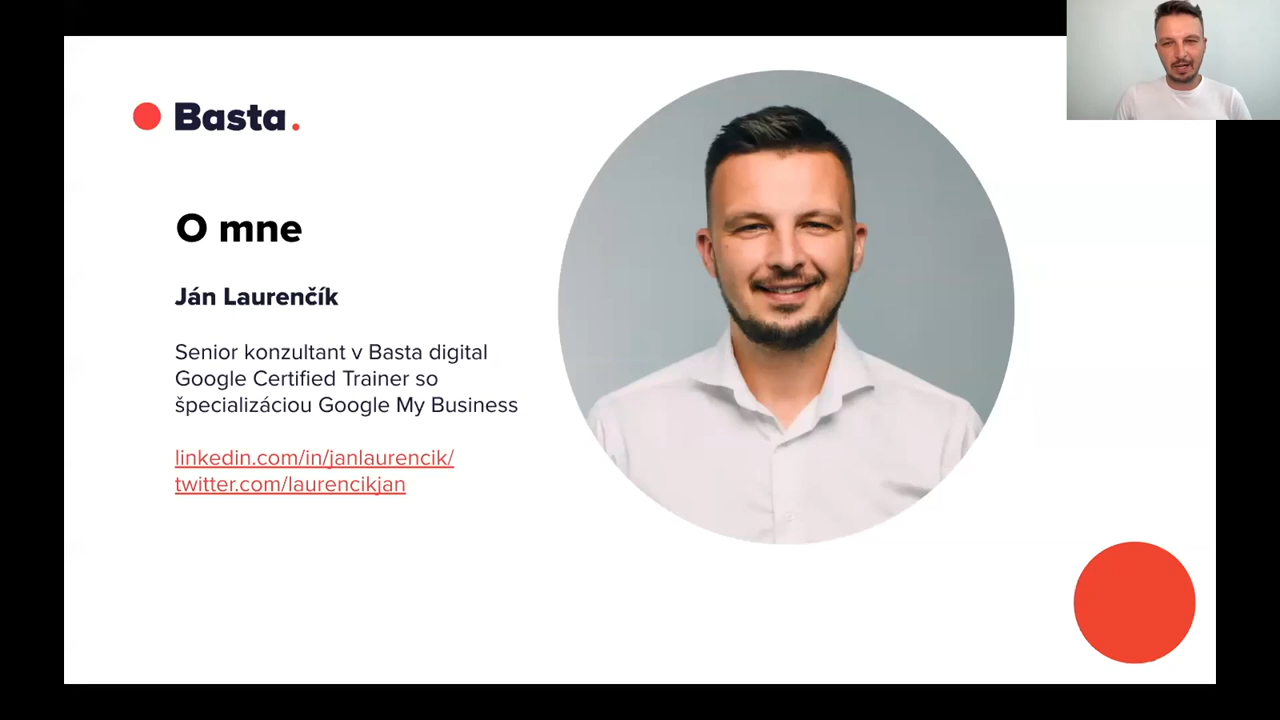 Basta.
O mne
Ján Laurenčík
Senior konzultant v Basta digital
Google Certified Trainer so
špecializáciou Google My Business
linkedin.com/in/janlaurencik/
twitter.com/laurencikjan